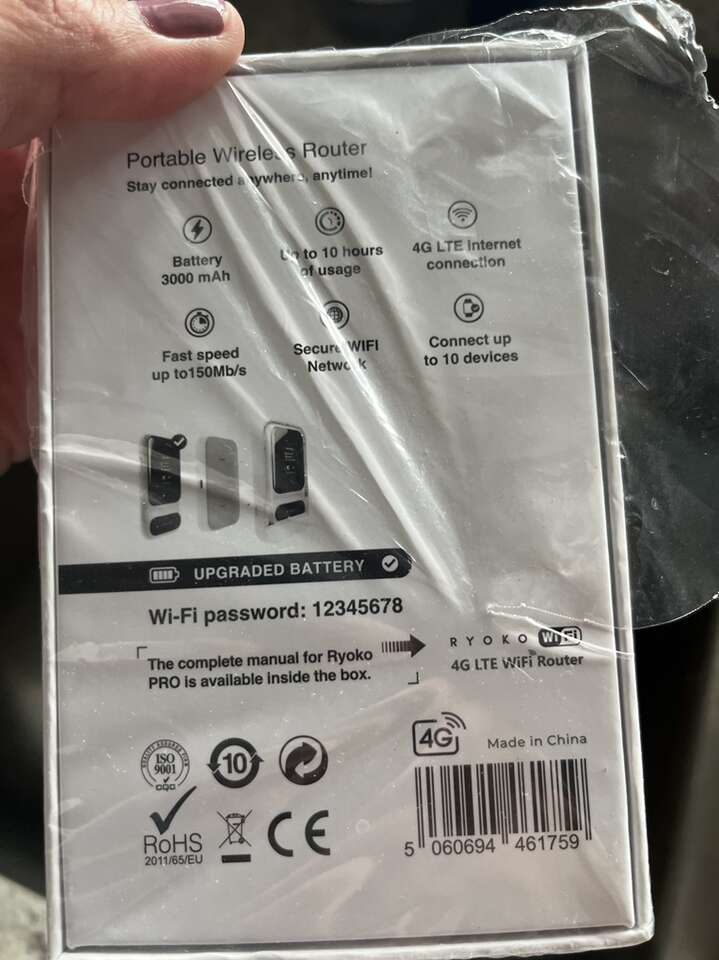 Portable Wireless Router
Stay connected anywhere, anytime!
Battery
3000 mAh
Up to 10 hours
of usage
4G LTE internet
connection
Fast speed
up to150Mb/s
Secure WIFI
Network
Connect up
to 10 devices
UPGRADED BATTERY
Wi-Fi password: 12345678
The complete manual for Ryoko
PRO is available inside the box.
RYOKO WiFi
4G LTE WiFi Router
ISO
9001
10
4G
Made in China
RoHS
2011/65/EU
CE
5 060694 461759